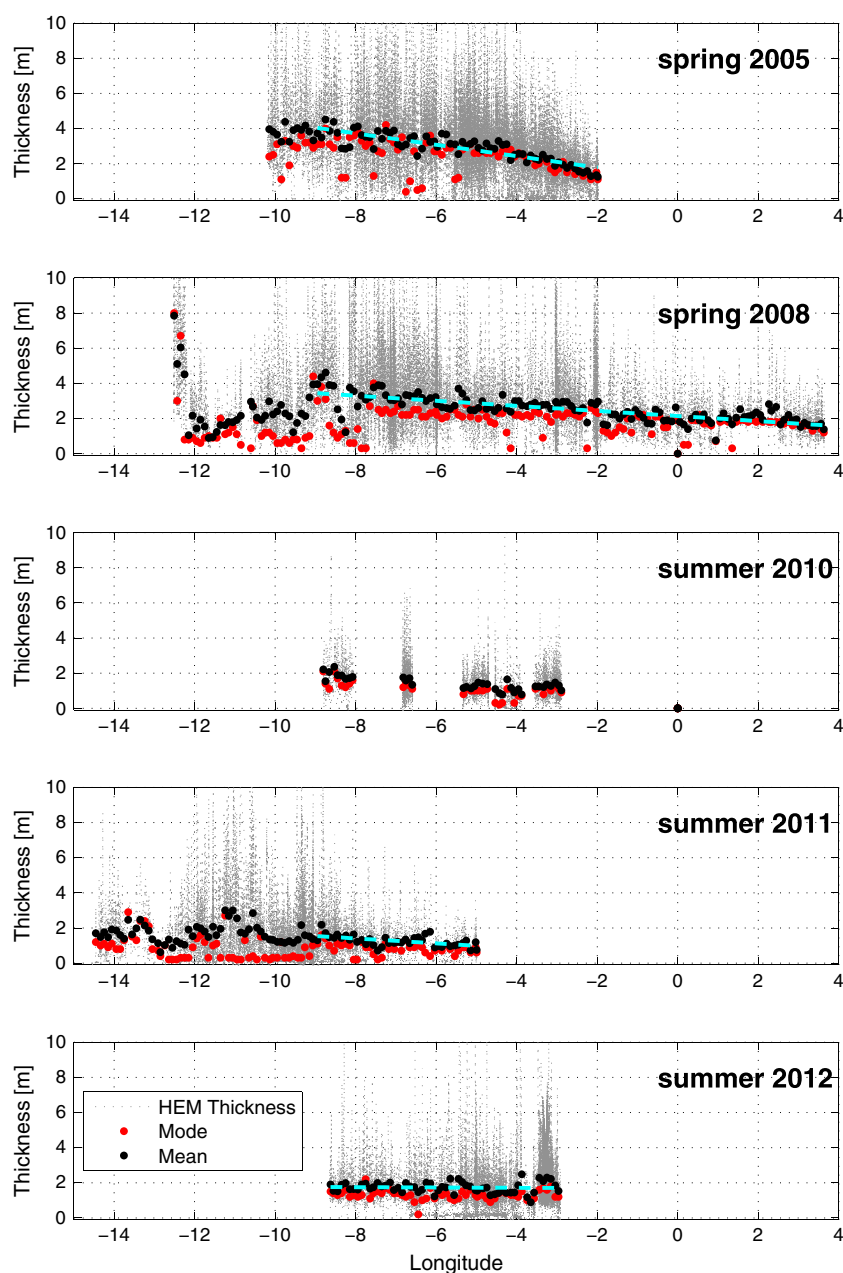 10
8
6
4
2
0
Thickness [m]
spring 2005
−14 −12 −10 −8 −6 −4 −2 0 2 4
10
8
6
4
2
0
Thickness [m]
spring 2008
−14 −12 −10 −8 −6 −4 −2 0 2 4
10
8
6
4
2
0
Thickness [m]
summer 2010
−14 −12 −10 −8 −6 −4 −2 0 2 4
10
8
6
4
2
0
Thickness [m]
summer 2011
−14 −12 −10 −8 −6 −4 −2 0 2 4
10
8
6
4
2
0
Thickness [m]
summer 2012
HEM Thickness
Mode
Mean
−14 −12 −10 −8 −6 −4 −2 0 2 4
Longitude